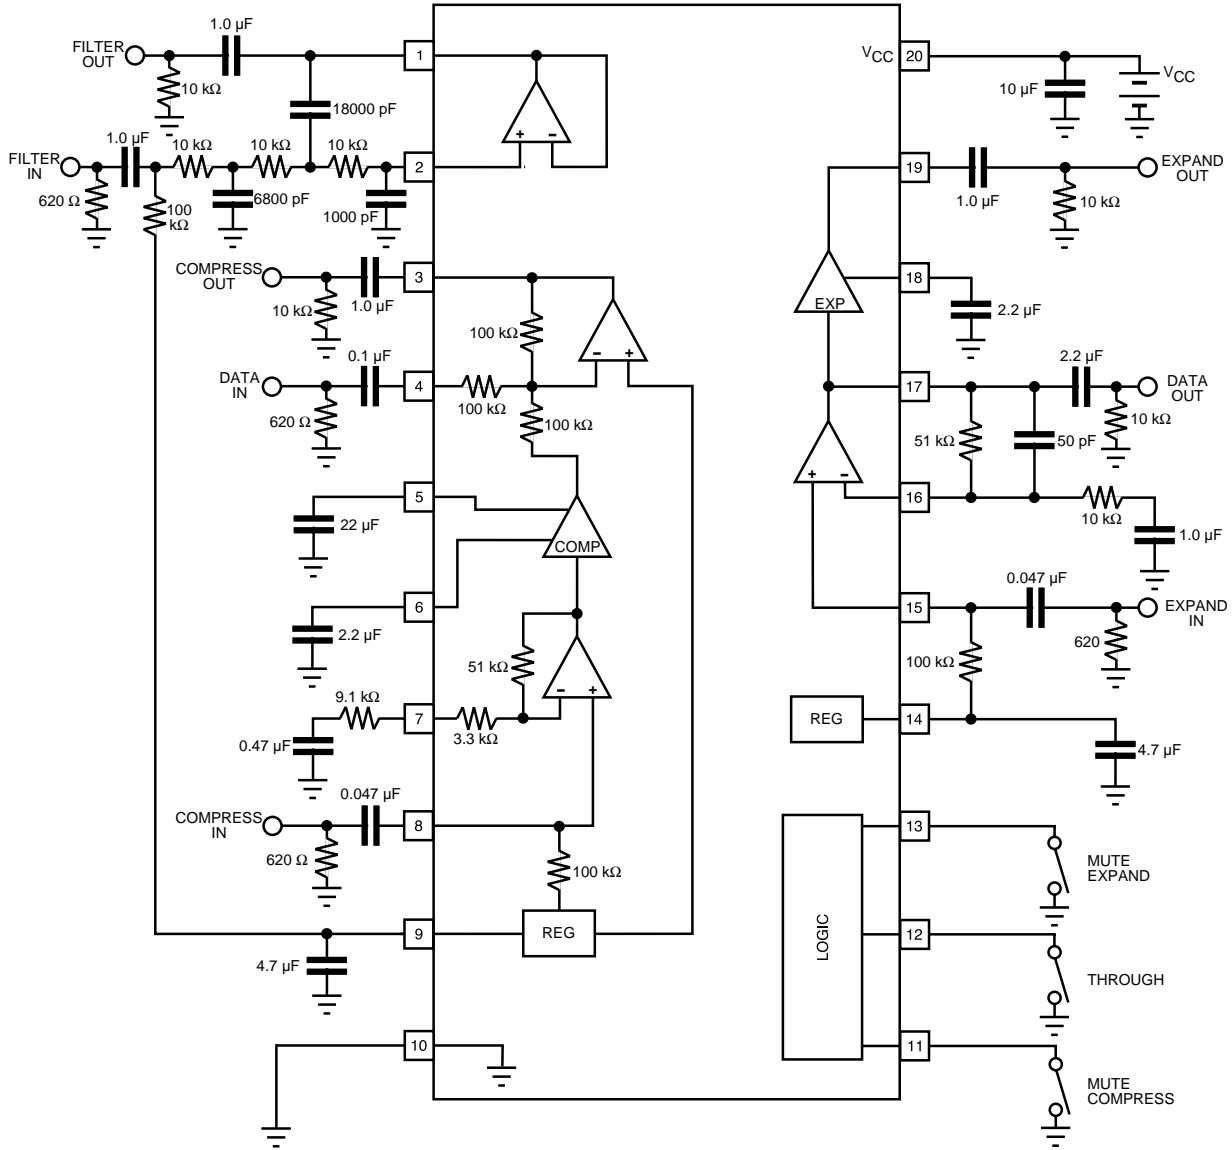 1.0 µF
FILTER
OUT
10 kΩ
18000 pF
1
+
–
VCC
20
10 µF
VCC
1.0 µF
10 kΩ
10 kΩ
10 kΩ
FILTER
IN
2
620 Ω
100
kΩ
6800 pF
1000 pF
19
EXPAND
OUT
1.0 µF
10 kΩ
COMPRESS
OUT
3
10 kΩ
1.0 µF
100 kΩ
–
+
EXP
18
2.2 µF
0.1 µF
DATA
IN
4
620 Ω
100 kΩ
100 kΩ
17
2.2 µF
DATA
OUT
51 kΩ
50 pF
10 kΩ
+
–
5
22 µF
COMP
16
10 kΩ
1.0 µF
6
2.2 µF
15
0.047 µF
EXPAND
IN
620
51 kΩ
–
+
100 kΩ
9.1 kΩ
7
0.47 µF
3.3 kΩ
REG
14
4.7 µF
0.047 µF
COMPRESS
IN
8
620 Ω
100 kΩ
13
MUTE
EXPAND
9
REG
4.7 µF
LOGIC
12
THROUGH
10
11
MUTE
COMPRESS